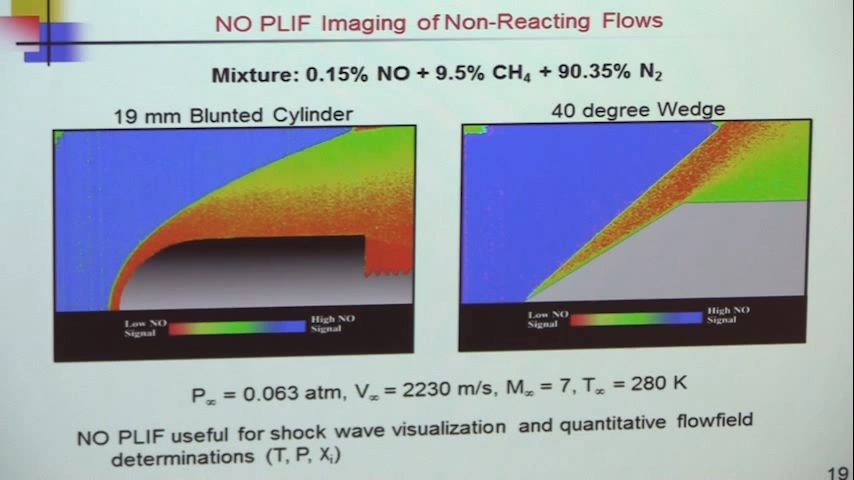 NO PLIF Imaging of Non-Reacting Flows
Mixture: 0.15% NO + 9.5% CH₄ + 90.35% N₂
19 mm Blunted Cylinder
40 degree Wedge
Low NO Signal
High NO Signal
Low NO Signal
High NO Signal
P∞ = 0.063 atm, V∞ = 2230 m/s, M∞ = 7, T∞ = 280 K
NO PLIF useful for shock wave visualization and quantitative flowfield
determinations (T, P, Xᵢ)
19